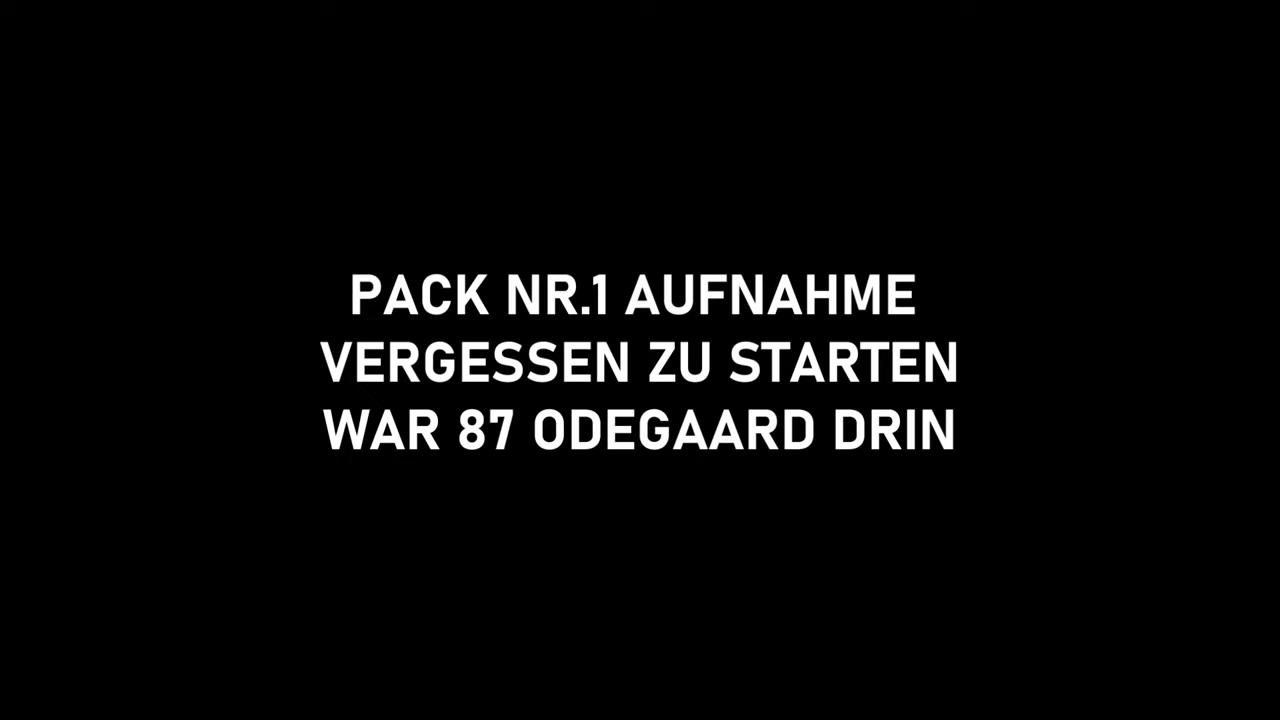 PACK NR.1 AUFNAHME
VERGESSEN ZU STARTEN
WAR 87 ODEGAARD DRIN